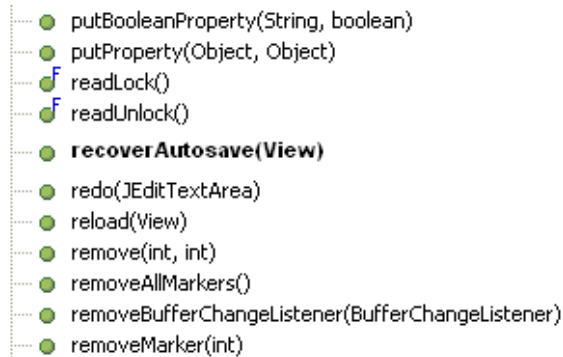 putBooleanProperty(String, boolean)
putProperty(Object, Object)
F readLock()
F readUnlock()
recoverAutosave(View)
redo(JEditTextArea)
reload(View)
remove(int, int)
removeAllMarkers()
removeBufferChangeListener(BufferChangeListener)
removeMarker(int)